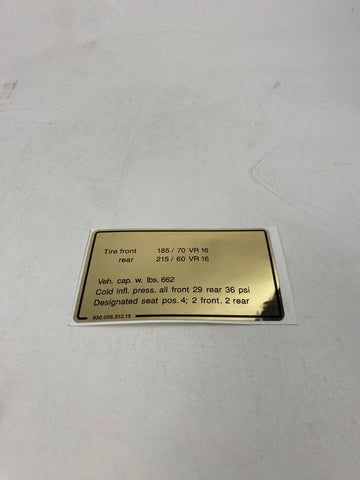 Tire front 185 / 70 VR 16
rear 215 / 60 VR 16
Veh. cap. w. lbs. 662
Cold infl. press. all front 29 rear 36 psi
Designated seat pos. 4; 2 front, 2 rear
930.006.512.15